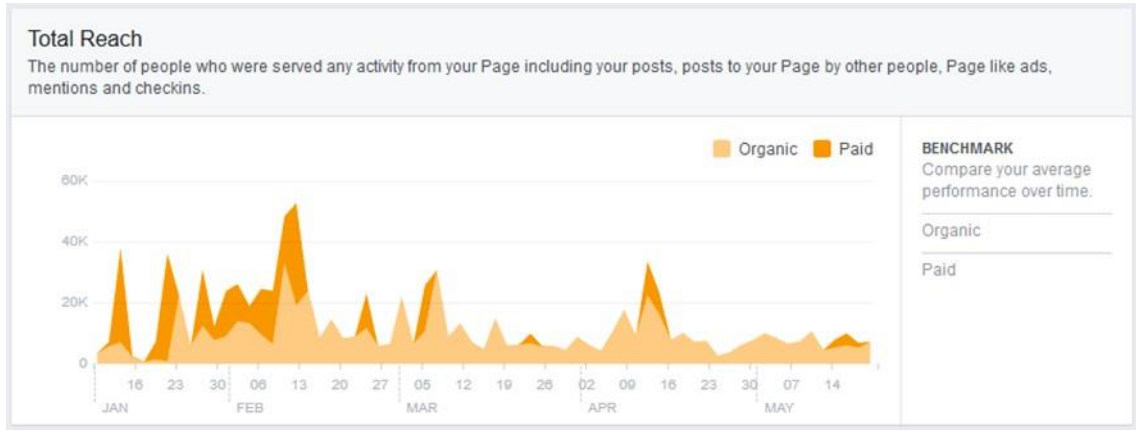 Total Reach
The number of people who were served any activity from your Page including your posts, posts to your Page by other people, Page like ads,
mentions and checkins.
Organic Paid
BENCHMARK
Compare your average
performance over time.
Organic
Paid
60K
40K
20K
0
16 23 30 06 13 20 27 05 12 19 26 02 09 16 23 30 07 14
JAN FEB MAR APR MAY